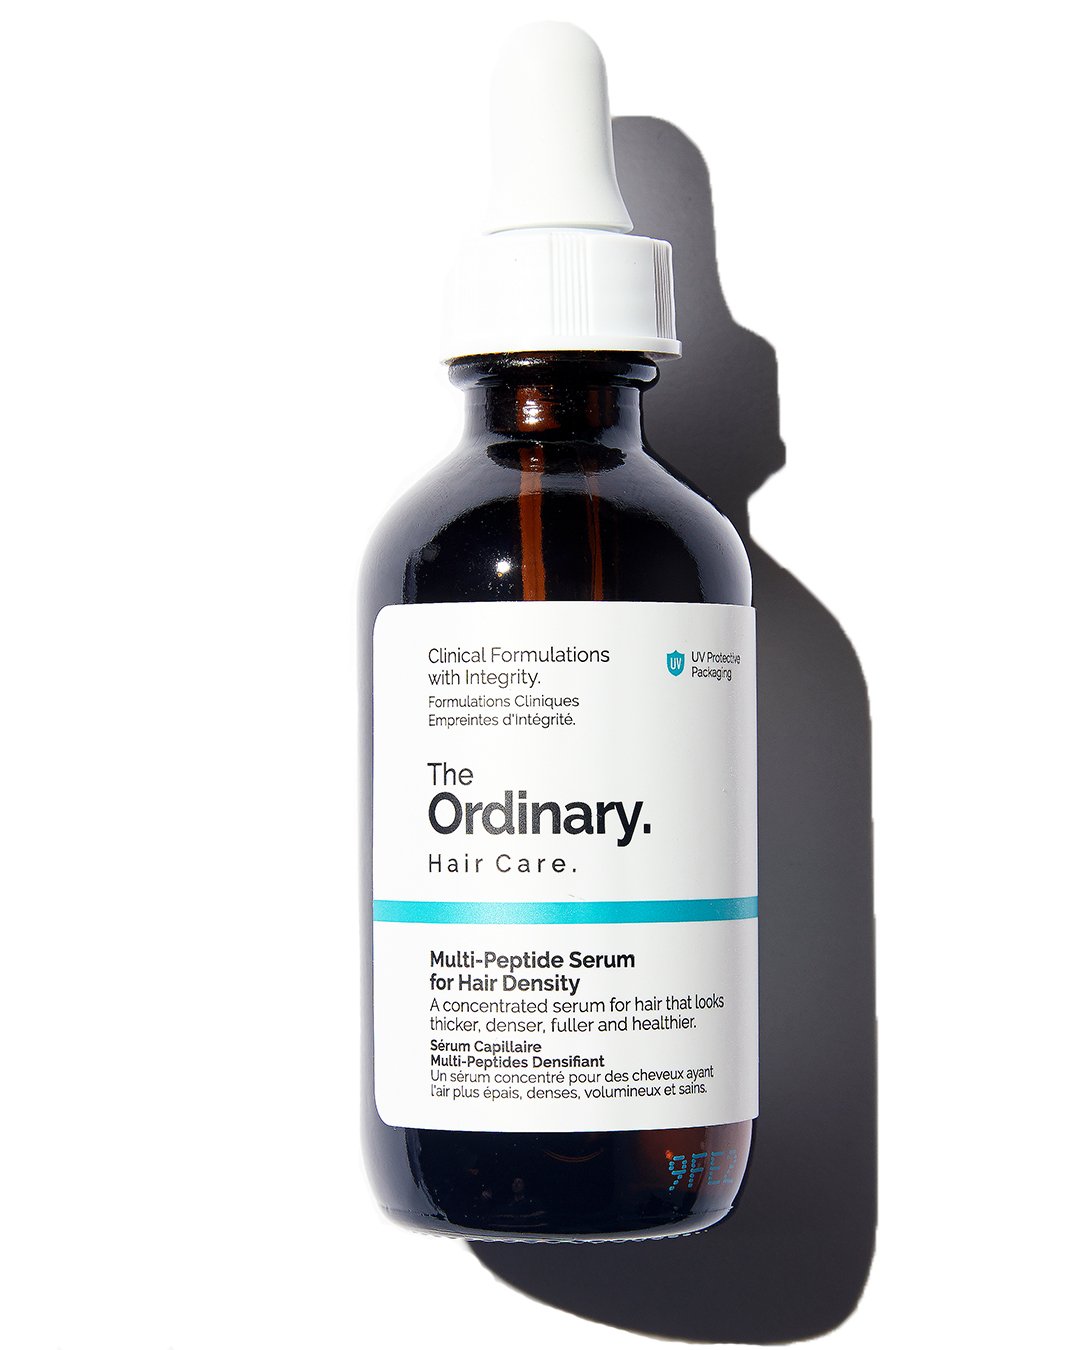 Clinical Formulations
with Integrity.
Formulations Cliniques
Empreintes d'Intégrité.
UV
UV Protective
Packaging
The
Ordinary.
Hair Care.
Multi-Peptide Serum
for Hair Density
A concentrated serum for hair that looks
thicker, denser, fuller and healthier.
Sérum Capillaire
Multi-Peptides Densifiant
Un sérum concentré pour des cheveux ayant
l'air plus épais, denses, volumineux et sains.